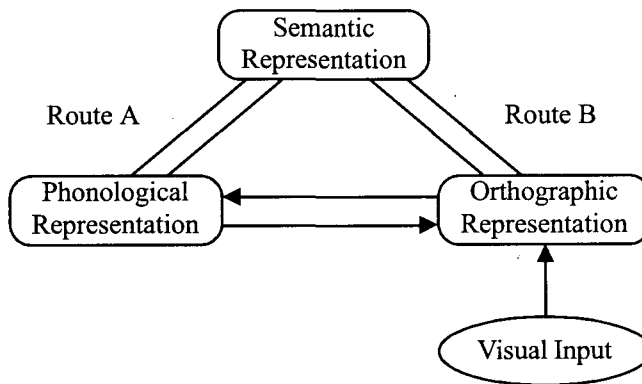 Semantic
Representation
Route A
Route B
Phonological
Representation
Orthographic
Representation
Visual Input